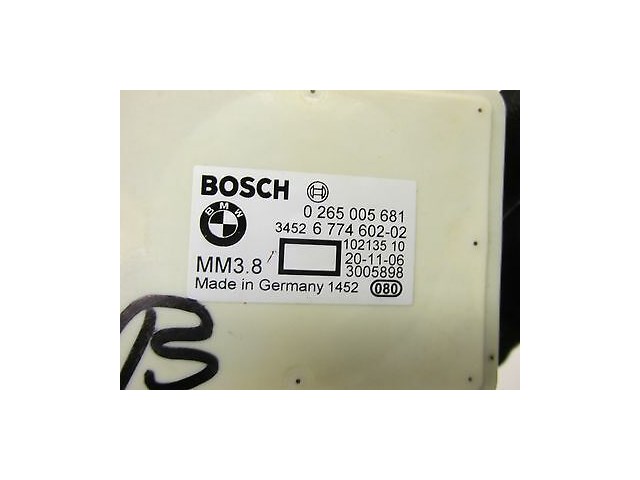 BOSCH
BMW
0 265 005 681
3452 6 774 602-02
102135 10
MM3.8
20-11-06
3005898
Made in Germany 1452
080
B